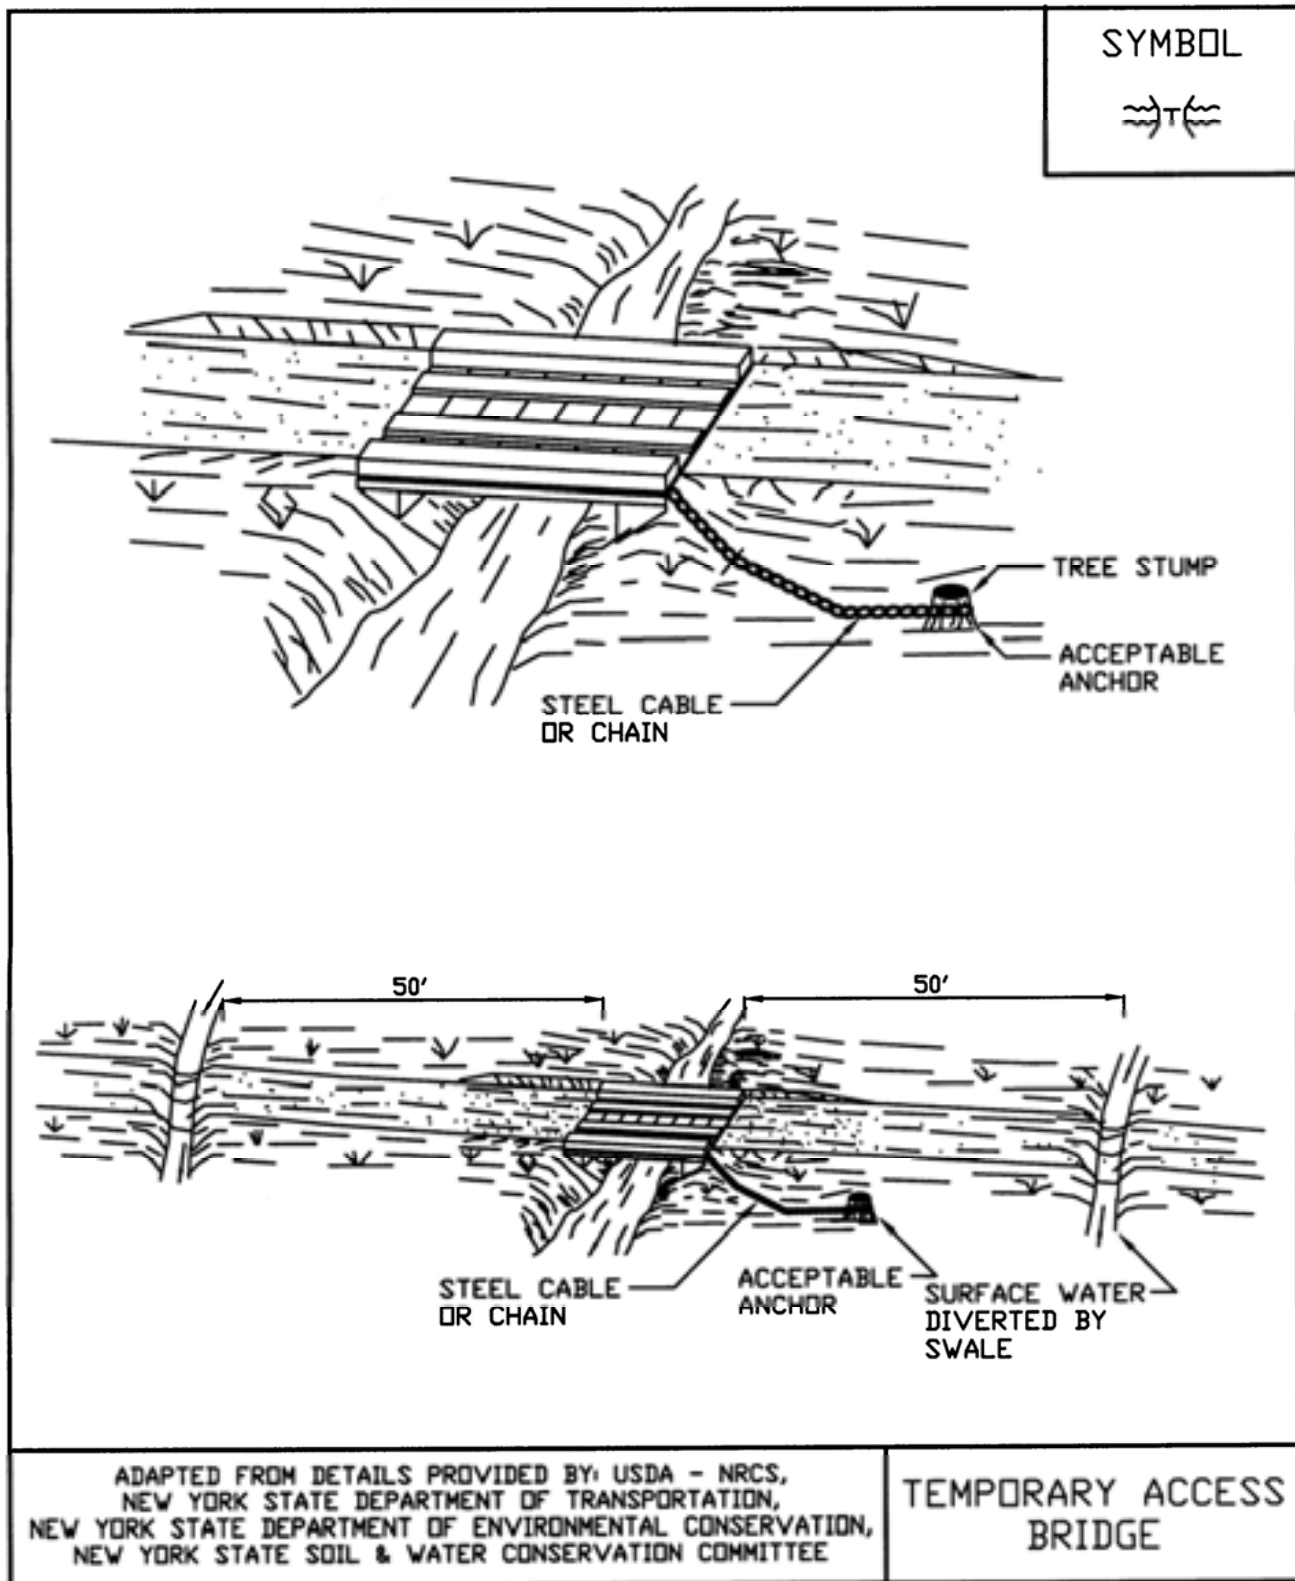 SYMBOL
T
TREE STUMP
ACCEPTABLE
ANCHOR
STEEL CABLE
OR CHAIN
50'
50'
STEEL CABLE
OR CHAIN
ACCEPTABLE
ANCHOR
SURFACE WATER
DIVERTED BY
SWALE
ADAPTED FROM DETAILS PROVIDED BY: USDA - NRCS,
NEW YORK STATE DEPARTMENT OF TRANSPORTATION,
NEW YORK STATE DEPARTMENT OF ENVIRONMENTAL CONSERVATION,
NEW YORK STATE SOIL & WATER CONSERVATION COMMITTEE
TEMPORARY ACCESS
BRIDGE